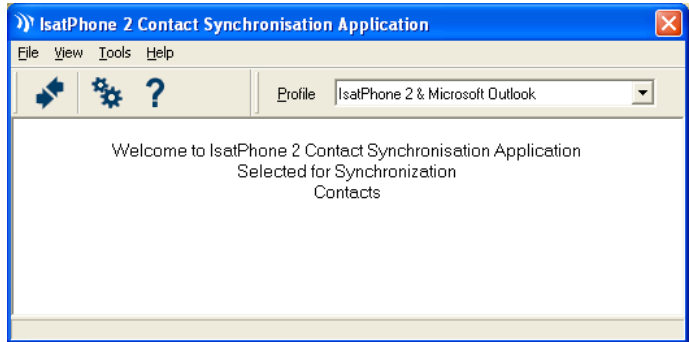 IsatPhone 2 Contact Synchronisation Application
File View Tools Help
Profile IsatPhone 2 & Microsoft Outlook
Welcome to IsatPhone 2 Contact Synchronisation Application
Selected for Synchronization
Contacts